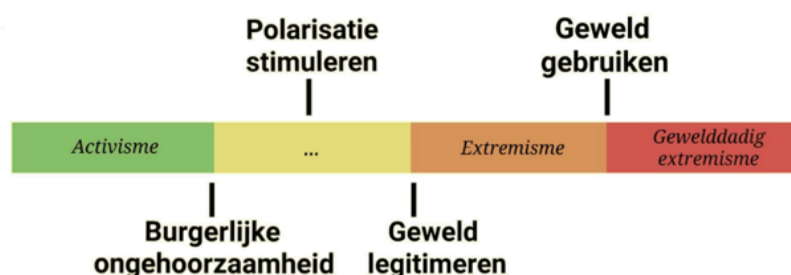 Polarisatie
stimuleren
Geweld
gebruiken
Activisme
...
Extremisme
Gewelddadig
extremisme
Burgerlijke
ongehoorzaamheid
Geweld
legitimeren